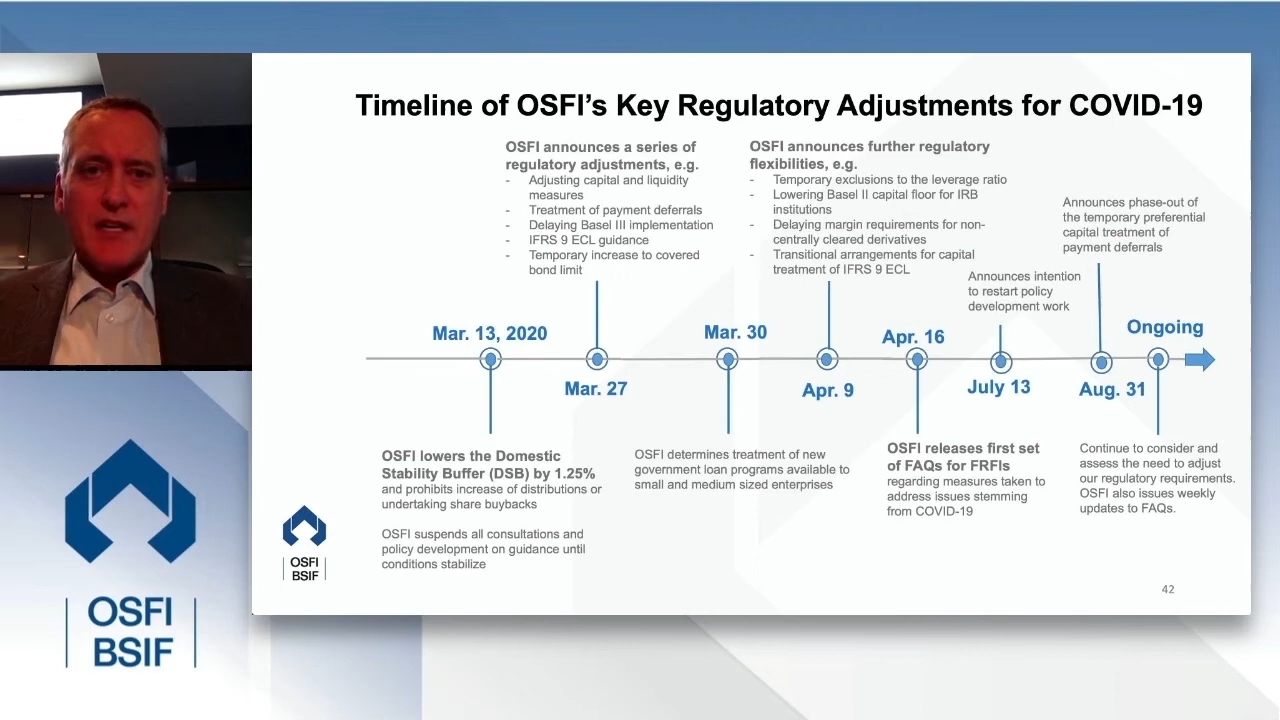 Timeline of OSFI's Key Regulatory Adjustments for COVID-19
OSFI announces a series of
regulatory adjustments, e.g.
- Adjusting capital and liquidity
measures
- Treatment of payment deferrals
- Delaying Basel III implementation
- IFRS 9 ECL guidance
- Temporary increase to covered
bond limit
OSFI announces further regulatory
flexibilities, e.g.
- Temporary exclusions to the leverage ratio
- Lowering Basel II capital floor for IRB
institutions
- Delaying margin requirements for non-
centrally cleared derivatives
- Transitional arrangements for capital
treatment of IFRS 9 ECL
Announces intention
to restart policy
development work
Announces phase-out of
the temporary preferential
capital treatment of
payment deferrals
Mar. 13, 2020
Mar. 27
Mar. 30
Apr. 9
Apr. 16
July 13
Aug. 31
Ongoing
OSFI lowers the Domestic
Stability Buffer (DSB) by 1.25%
and prohibits increase of distributions or
undertaking share buybacks
OSFI suspends all consultations and
policy development on guidance until
conditions stabilize
OSFI determines treatment of new
government loan programs available to
small and medium sized enterprises
OSFI releases first set
of FAQs for FRFIs
regarding measures taken to
address issues stemming
from COVID-19
Continue to consider and
assess the need to adjust
our regulatory requirements.
OSFI also issues weekly
updates to FAQs.
OSFI
BSIF
42
OSFI
BSIF